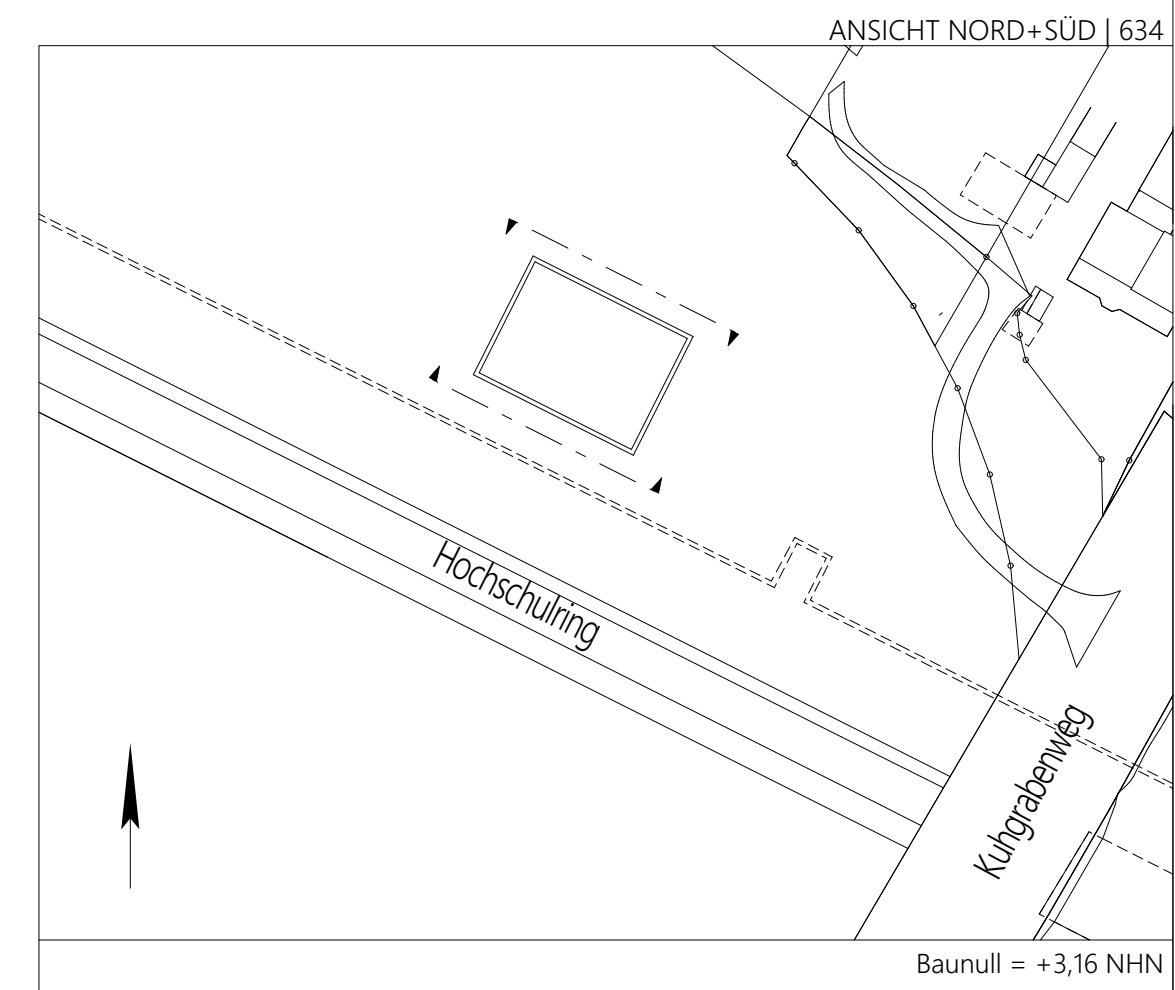 ANSICHT NORD+SÜD | 634
Hochschulring
Kuhgrabenweg
Baunull = +3,16 NHN